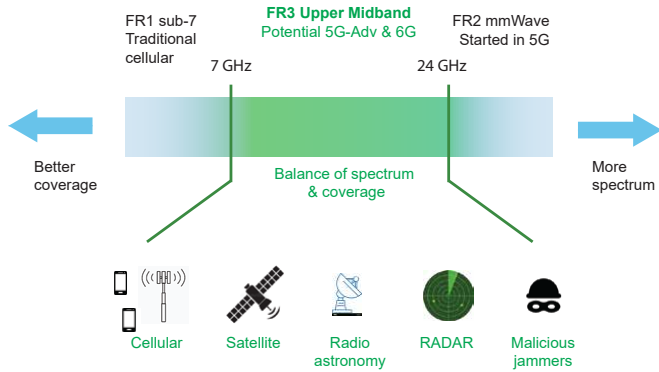 FR1 sub-7
Traditional
cellular
FR3 Upper Midband
Potential 5G-Adv & 6G
FR2 mmWave
Started in 5G
7 GHz
24 GHz
Better
coverage
Balance of spectrum
& coverage
More
spectrum
Cellular
Satellite
Radio
astronomy
RADAR
Malicious
jammers